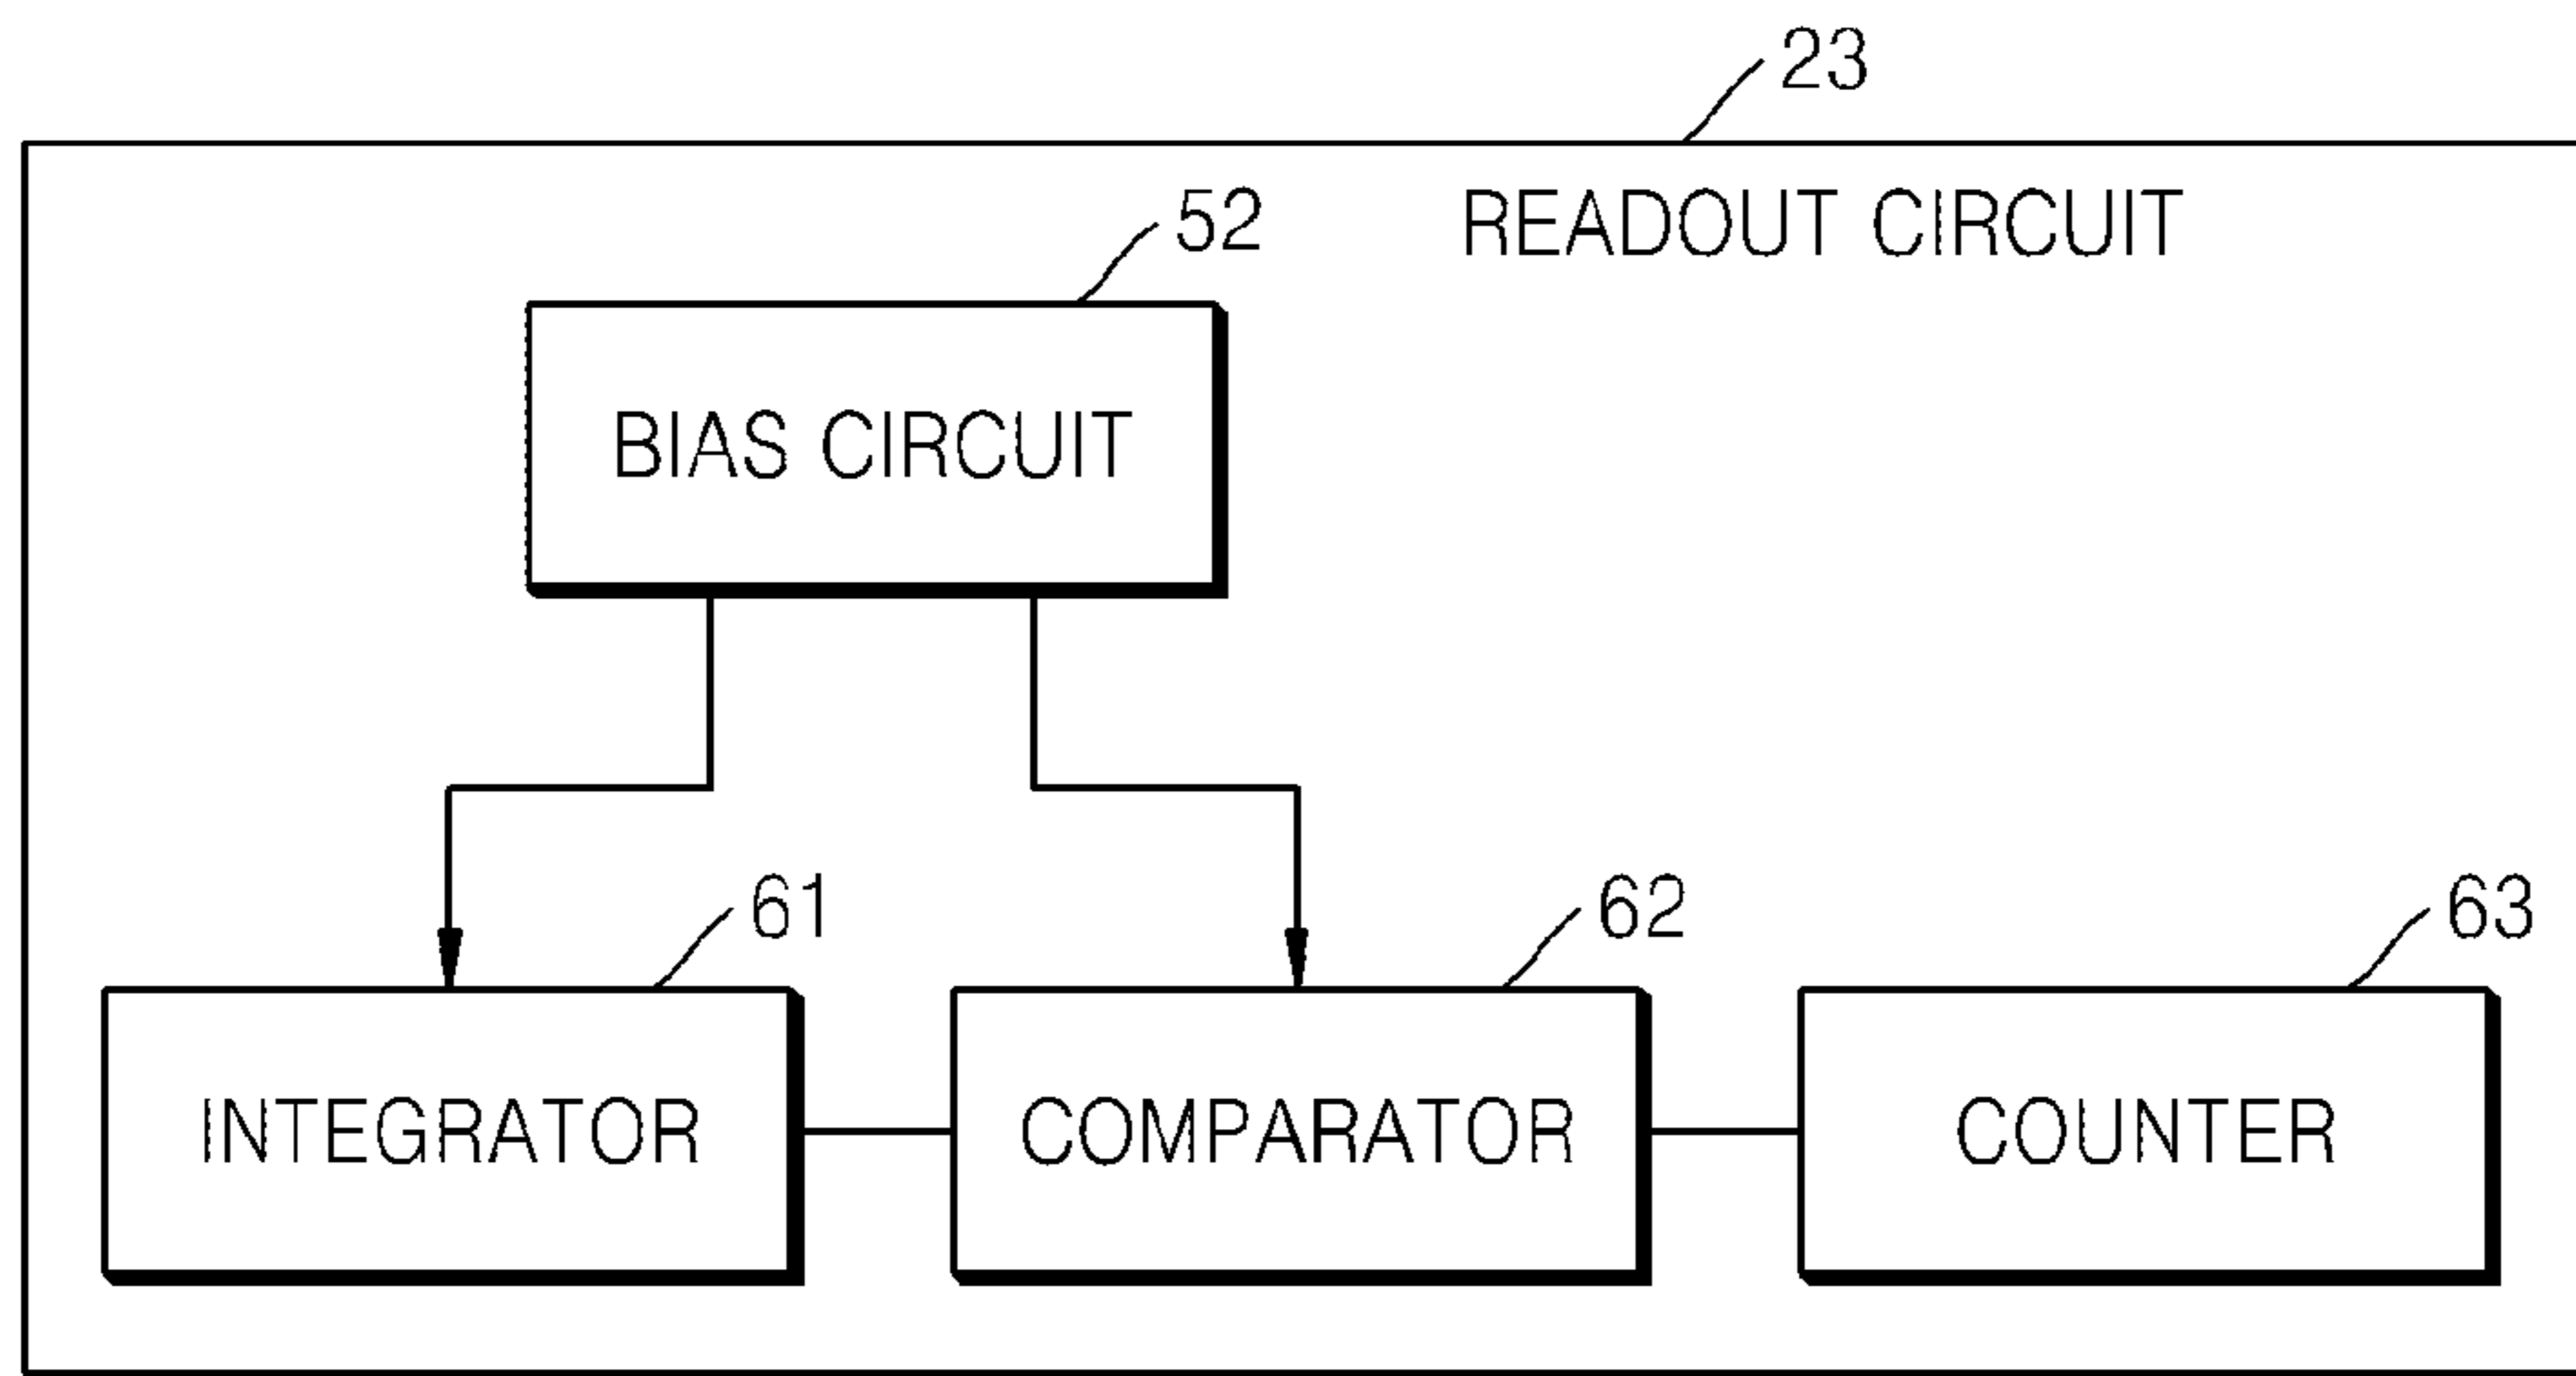 23
READOUT CIRCUIT
52
BIAS CIRCUIT
61
62
63
INTEGRATOR
COMPARATOR
COUNTER